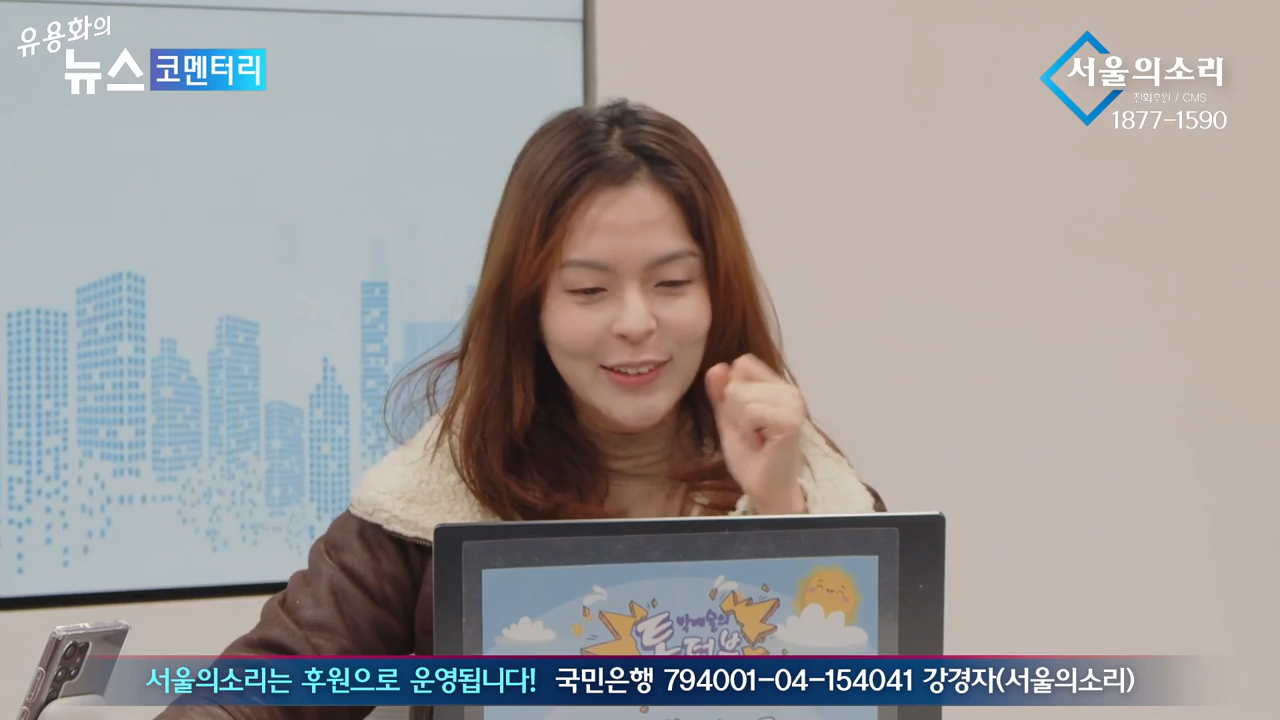 유용화의
뉴스 코멘터리
서울의소리
전화후원 / CMS
1877-1590
서울의소리는 후원으로 운영됩니다! 국민은행 794001-04-154041 강경자(서울의소리)